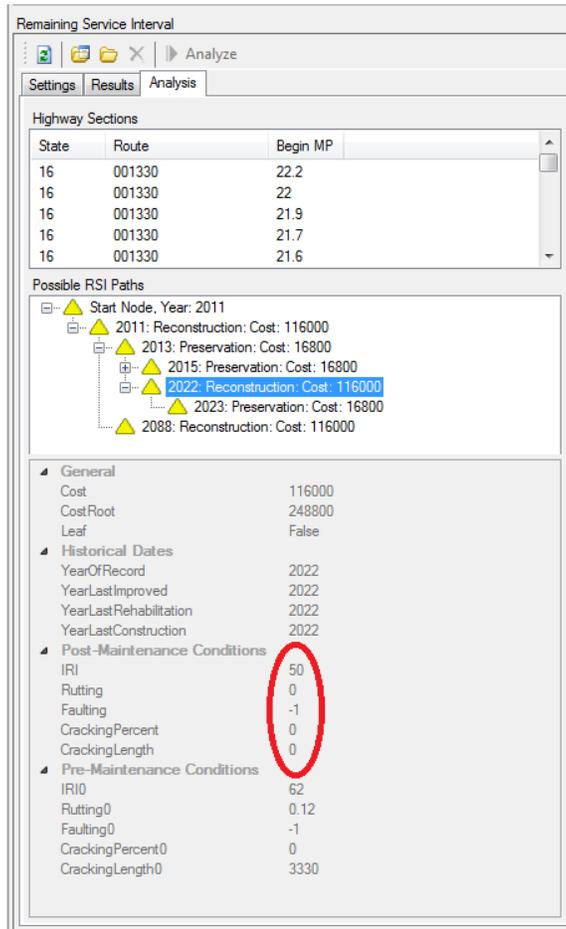 Remaining Service Interval
Analyze
Settings Results Analysis
Highway Sections
State Route Begin MP
16 001330 22.2
16 001330 22
16 001330 21.9
16 001330 21.7
16 001330 21.6
Possible RSI Paths
Start Node, Year: 2011
2011: Reconstruction: Cost: 116000
2013: Preservation: Cost: 16800
2015: Preservation: Cost: 16800
2022: Reconstruction: Cost: 116000
2023: Preservation: Cost: 16800
2088: Reconstruction: Cost: 116000
General
Cost 116000
CostRoot 248800
Leaf False
Historical Dates
YearOfRecord 2022
YearLastImproved 2022
YearLastRehabilitation 2022
YearLastConstruction 2022
Post-Maintenance Conditions
IRI 50
Rutting 0
Faulting -1
CrackingPercent 0
CrackingLength 0
Pre-Maintenance Conditions
IRI0 62
Rutting0 0.12
Faulting0 -1
CrackingPercent0 0
CrackingLength0 3330